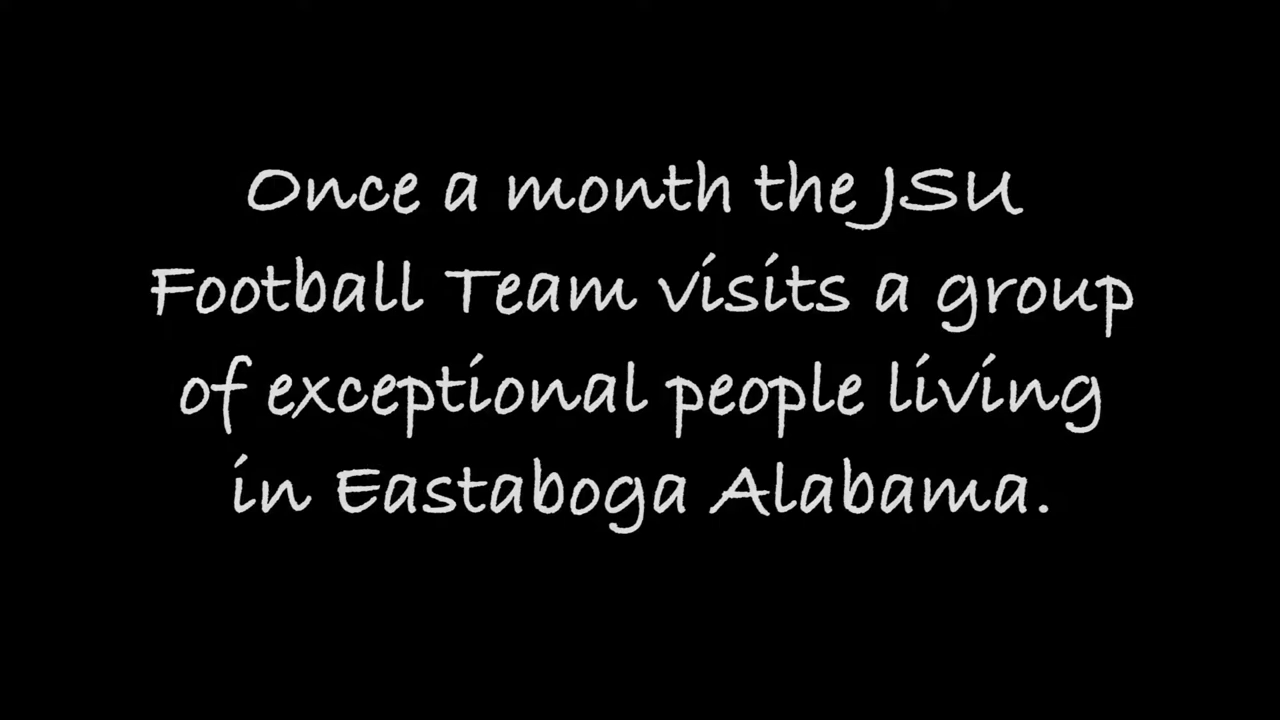 Once a month the JSU
Football Team visits a group
of exceptional people living
in Eastaboga Alabama.